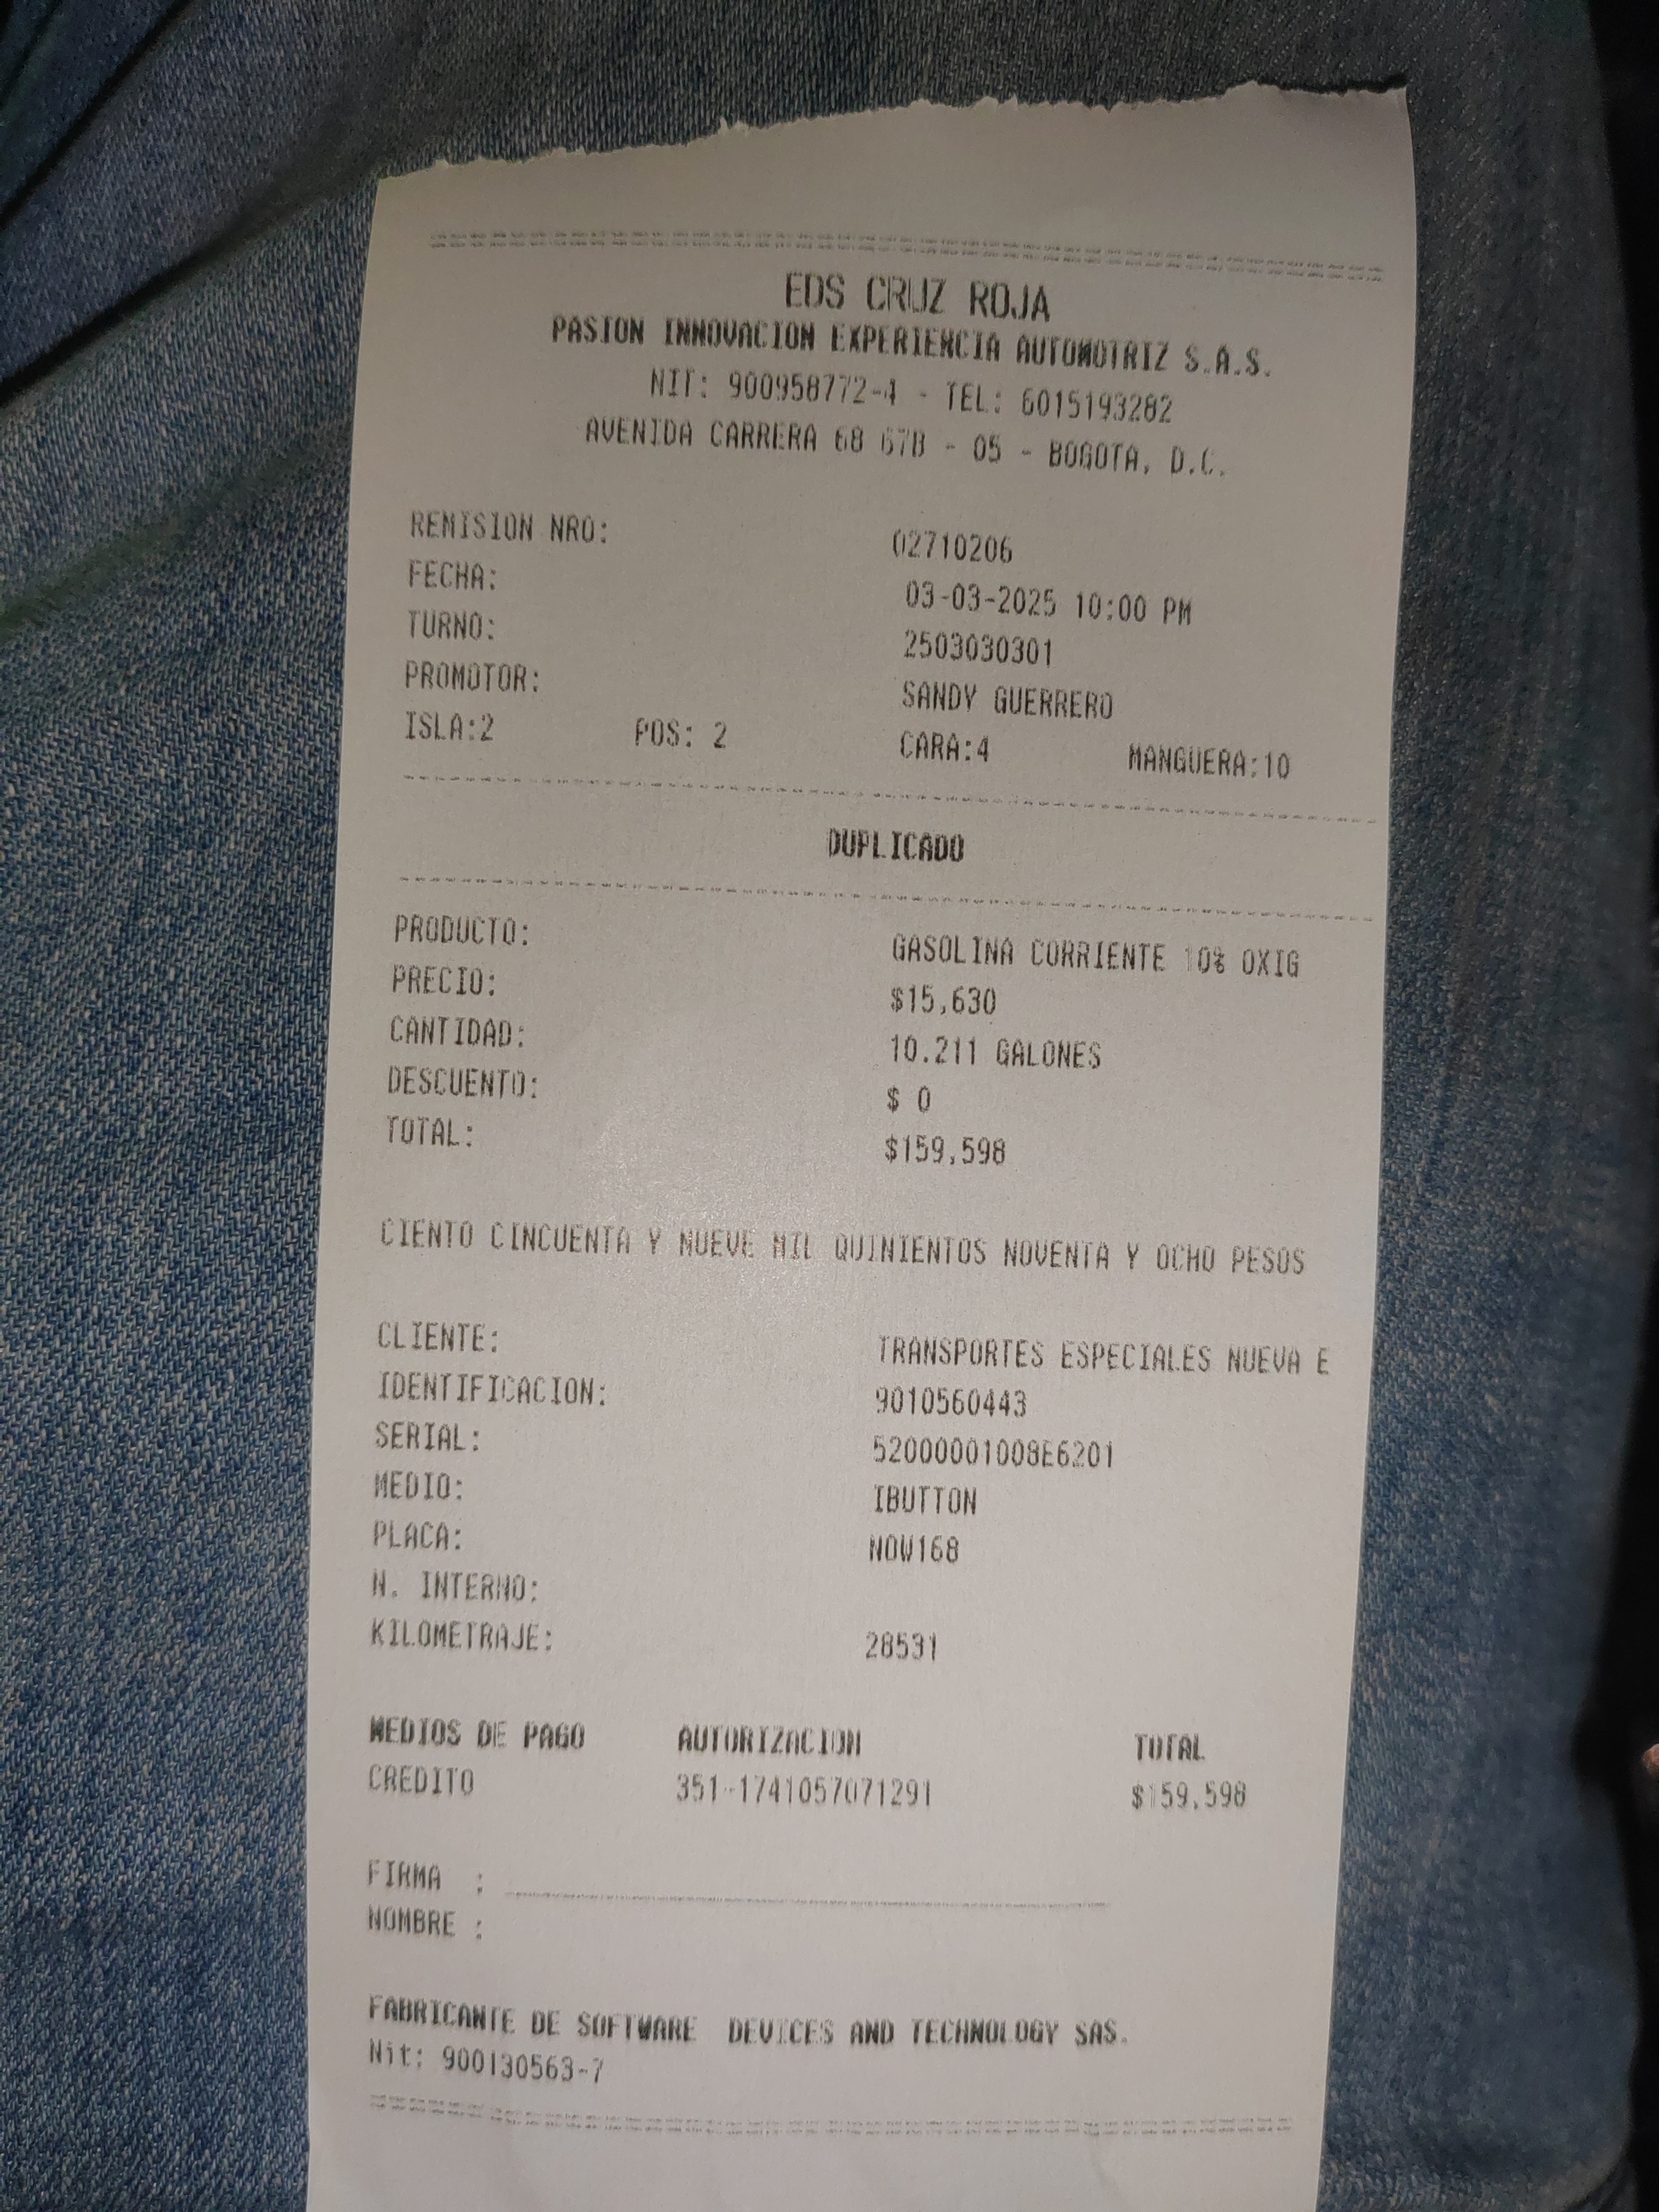 EDS CRUZ ROJA
PASION INNOVACION EXPERIENCIA AUTOMOTRIZ S.A.S.
NIT: 900958772-4 - TEL: 6015193282
AVENIDA CARRERA 68 67B - 05 - BOGOTA, D.C.
REMISION NRO: 02710206
FECHA: 03-03-2025 10:00 PM
TURNO: 2503030301
PROMOTOR: SANDY GUERRERO
ISLA:2 POS: 2 CARA:4 MANGUERA:10
DUPLICADO
PRODUCTO: GASOLINA CORRIENTE 10% OXIG
PRECIO: $15,630
CANTIDAD: 10.211 GALONES
DESCUENTO: $ 0
TOTAL: $159,598
CIENTO CINCUENTA Y NUEVE MIL QUINIENTOS NOVENTA Y OCHO PESOS
CLIENTE: TRANSPORTES ESPECIALES NUEVA E
IDENTIFICACION: 9010560443
SERIAL: 52000001008E6201
MEDIO: IBUTTON
PLACA: NOW168
N. INTERNO:
KILOMETRAJE: 28531
MEDIOS DE PAGO AUTORIZACION TOTAL
CREDITO 351-1741057071291 $159,598
FIRMA :
NOMBRE :
FABRICANTE DE SOFTWARE DEVICES AND TECHNOLOGY SAS.
Nit: 900130563-7